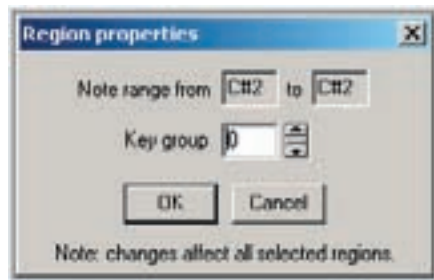 Region properties
Note range from C#2 to C#2
Key group 0
OK Cancel
Note: changes affect all selected regions.